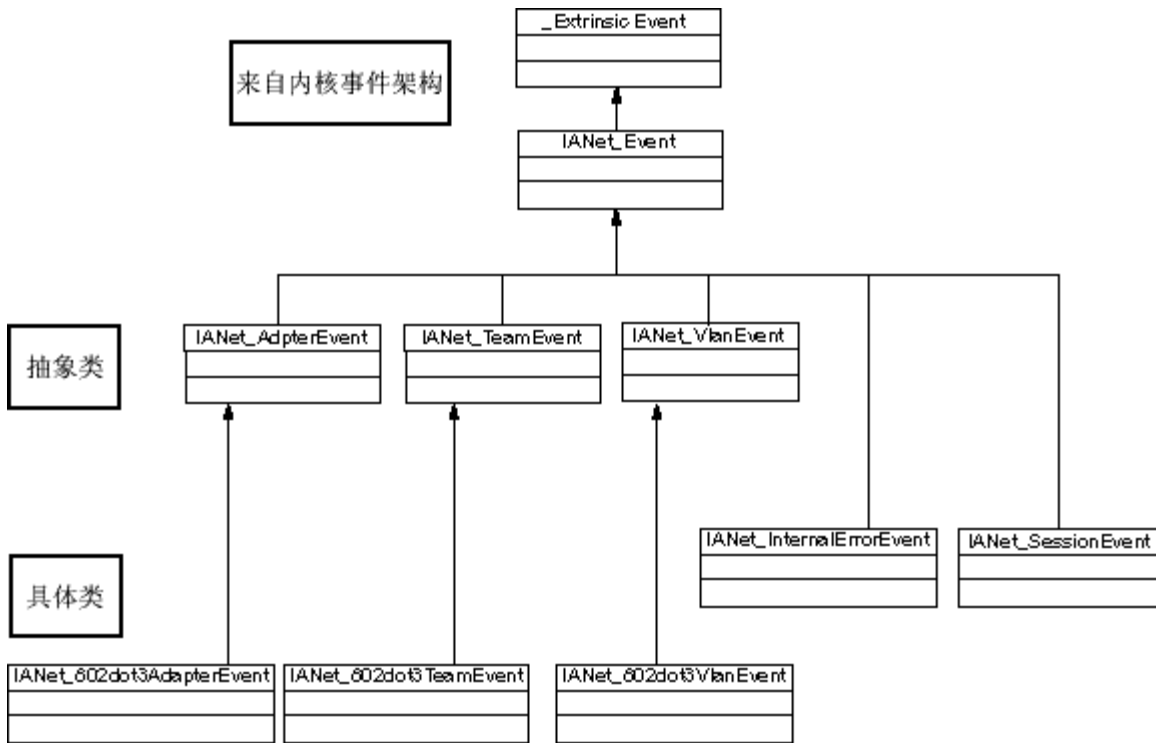 _Extrinsic Event
来自内核事件架构
IANet_Event
IANet_AdpterEvent
IANet_TeamEvent
IANet_VlanEvent
抽象类
IANet_InternalErrorEvent
IANet_SessionEvent
具体类
IANet_802dot3AdapterEvent
IANet_802dot3TeamEvent
IANet_802dot3VlanEvent